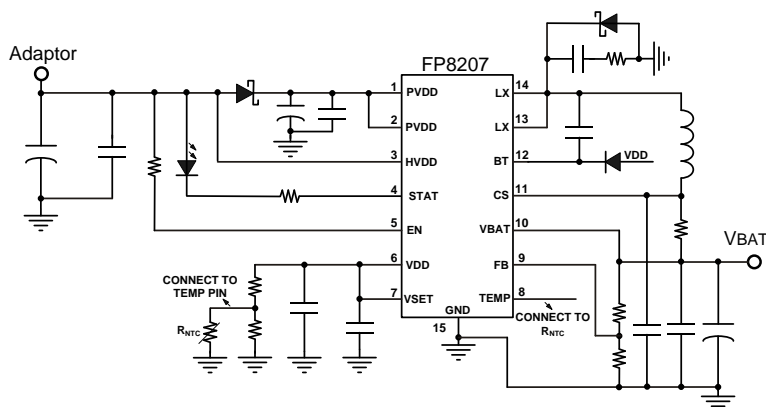 FP8207
Adaptor
1 PVDD LX 14
2 PVDD LX 13
3 HVDD BT 12 VDD
4 STAT CS 11
5 EN VBAT 10 VBAT
6 VDD FB 9
CONNECT TO
TEMP PIN
7 VSET TEMP 8
CONNECT TO
RNTC
GND
15
RNTC